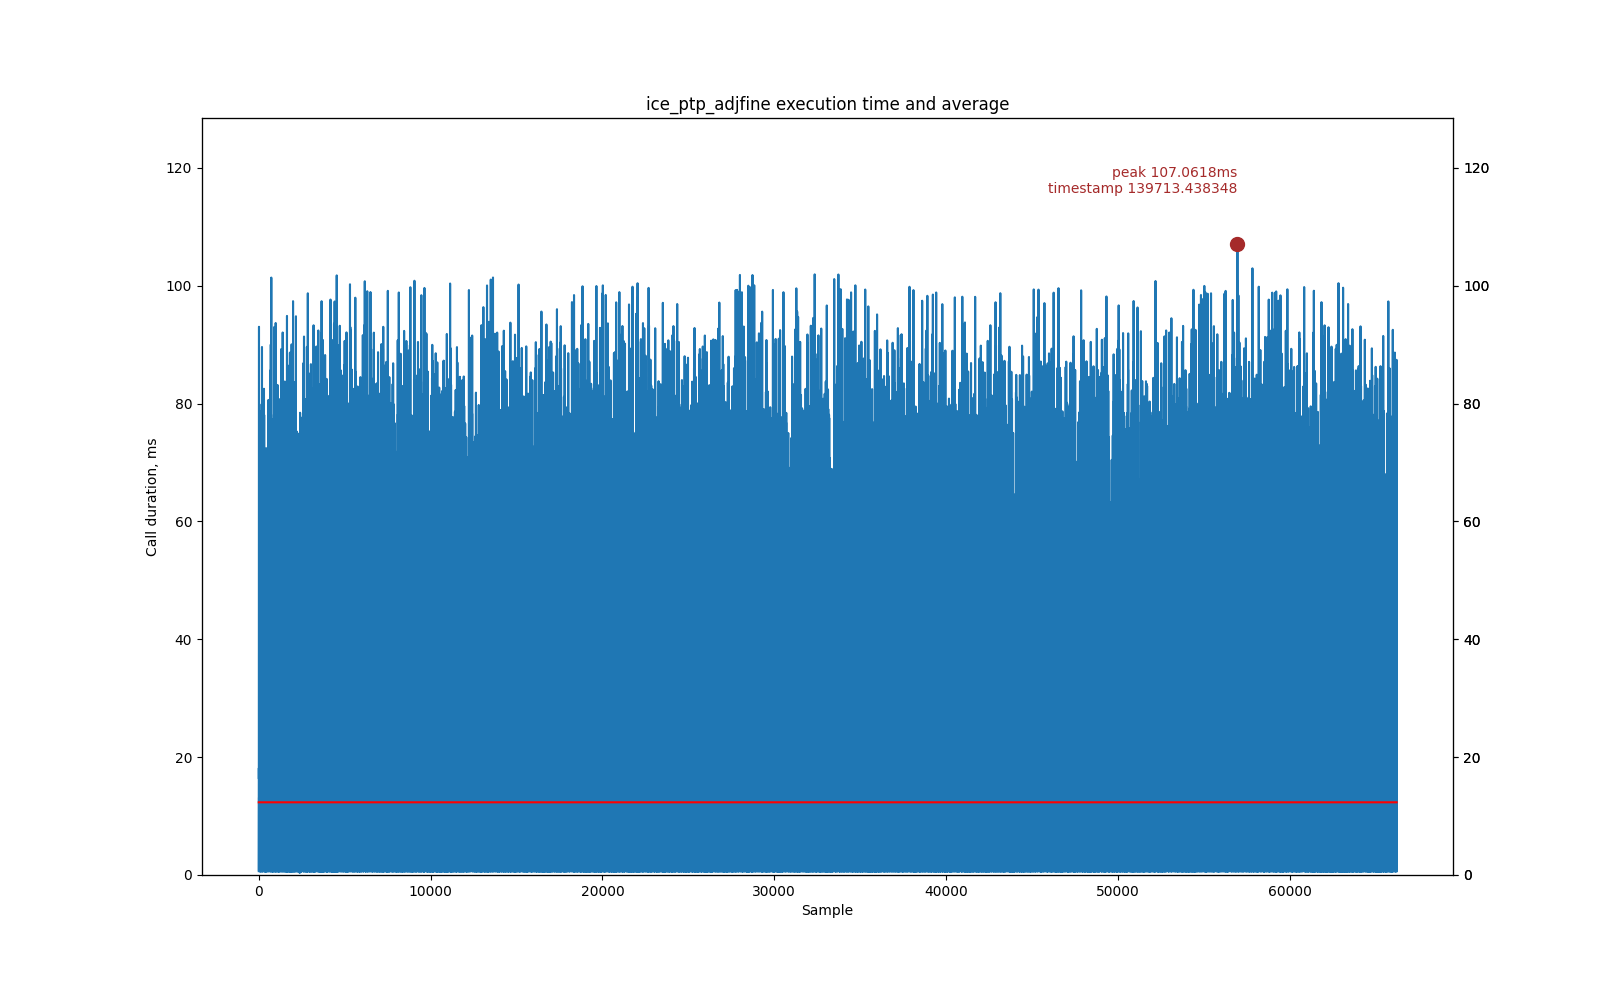 ice_ptp_adjfine execution time and average
peak 107.0618ms
timestamp 139713.438348
120
100
80
60
40
20
0
Call duration, ms
120
100
80
60
40
20
0
0 10000 20000 30000 40000 50000 60000
Sample